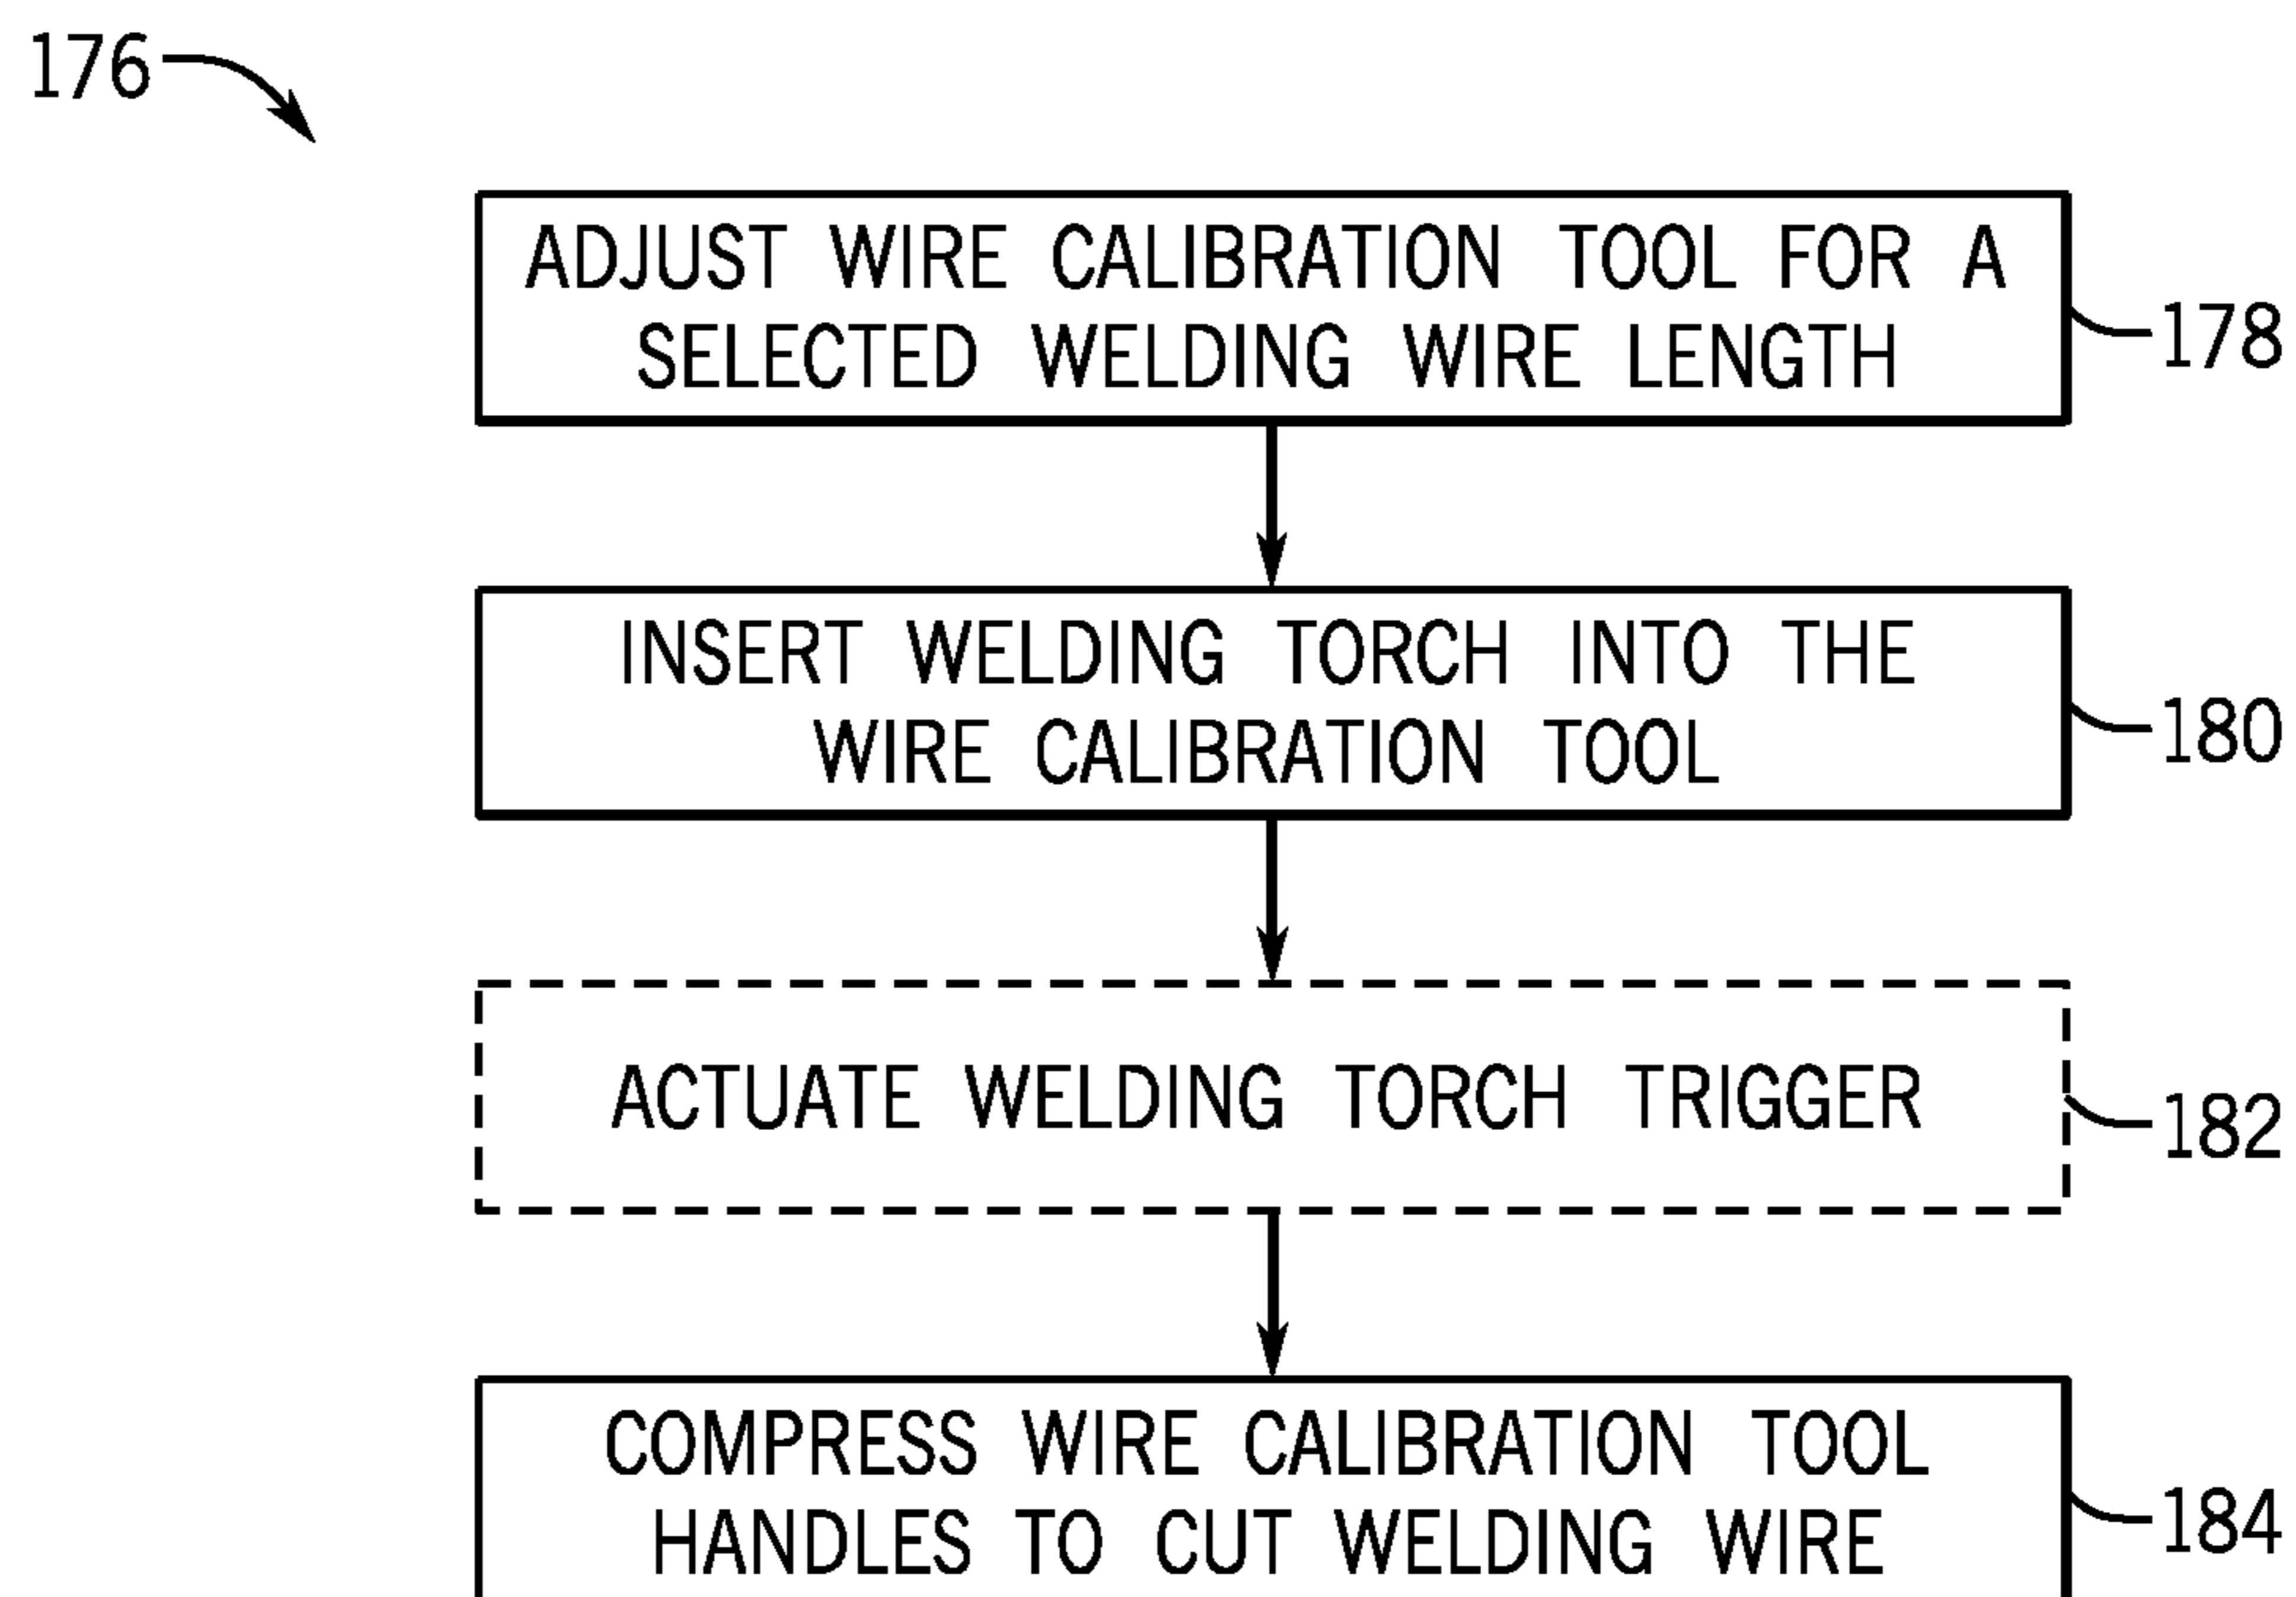 176
ADJUST WIRE CALIBRATION TOOL FOR A
SELECTED WELDING WIRE LENGTH
178
INSERT WELDING TORCH INTO THE
WIRE CALIBRATION TOOL
180
ACTUATE WELDING TORCH TRIGGER
182
COMPRESS WIRE CALIBRATION TOOL
HANDLES TO CUT WELDING WIRE
184